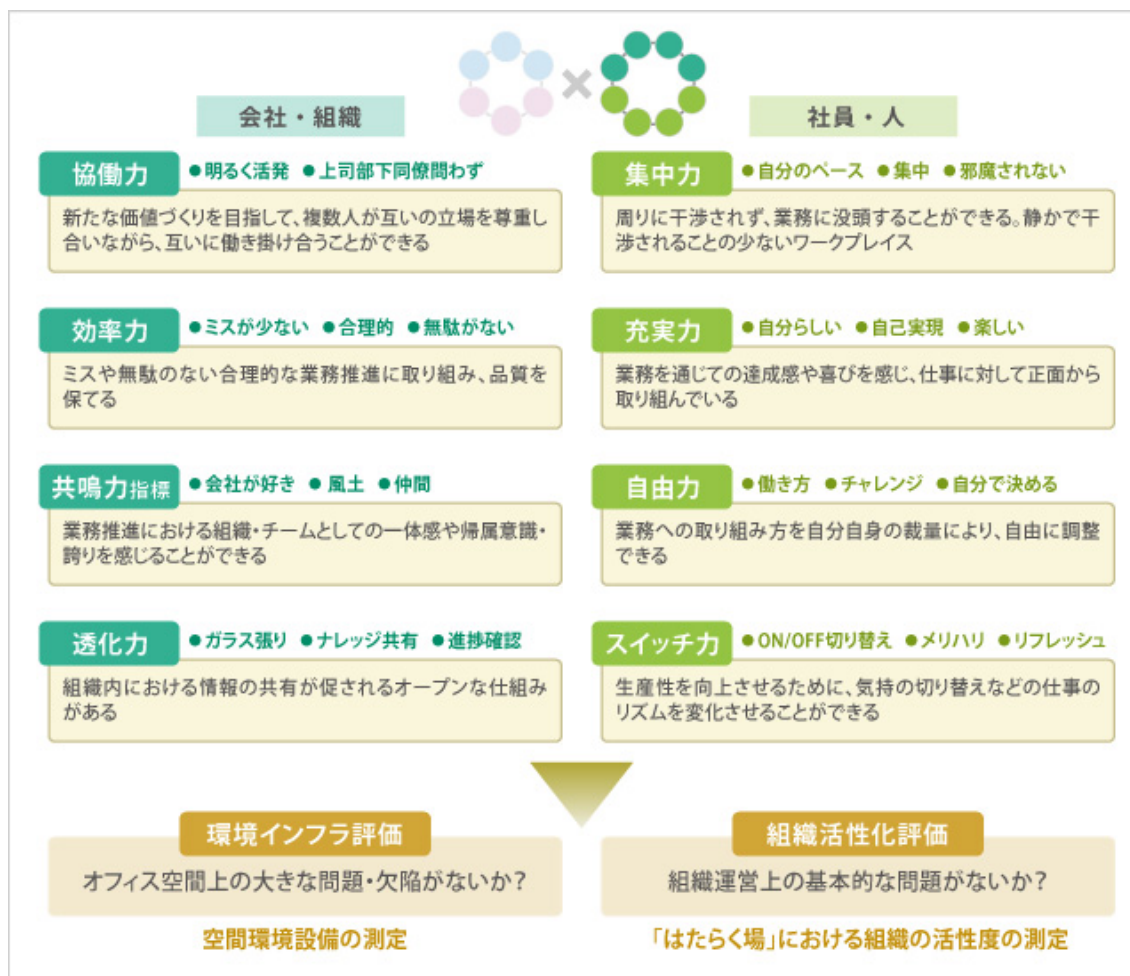 会社・組織
協働力
●明るく活発 ●上司部下同僚問わず
新たな価値づくりを目指して、複数人が互いの立場を尊重し
合いながら、互いに働き掛け合うことができる
効率力
●ミスが少ない ●合理的 ●無駄がない
ミスや無駄のない合理的な業務推進に取り組み、品質を
保てる
共鳴力指標
●会社が好き ●風土 ●仲間
業務推進における組織・チームとしての一体感や帰属意識・
誇りを感じることができる
透化力
●ガラス張り ●ナレッジ共有 ●進捗確認
組織内における情報の共有が促されるオープンな仕組み
がある
社員・人
集中力
●自分のペース ●集中 ●邪魔されない
周りに干渉されず、業務に没頭することができる。静かで干
渉されることの少ないワークプレイス
充実力
●自分らしい ●自己実現 ●楽しい
業務を通じての達成感や喜びを感じ、仕事に対して正面から
取り組んでいる
自由力
●働き方 ●チャレンジ ●自分で決める
業務への取り組み方を自分自身の裁量により、自由に調整
できる
スイッチ力
●ON/OFF切り替え ●メリハリ ●リフレッシュ
生産性を向上させるために、気持の切り替えなどの仕事の
リズムを変化させることができる
環境インフラ評価
オフィス空間上の大きな問題・欠陥がないか？
空間環境設備の測定
組織活性化評価
組織運営上の基本的な問題がないか？
「はたらく場」における組織の活性度の測定